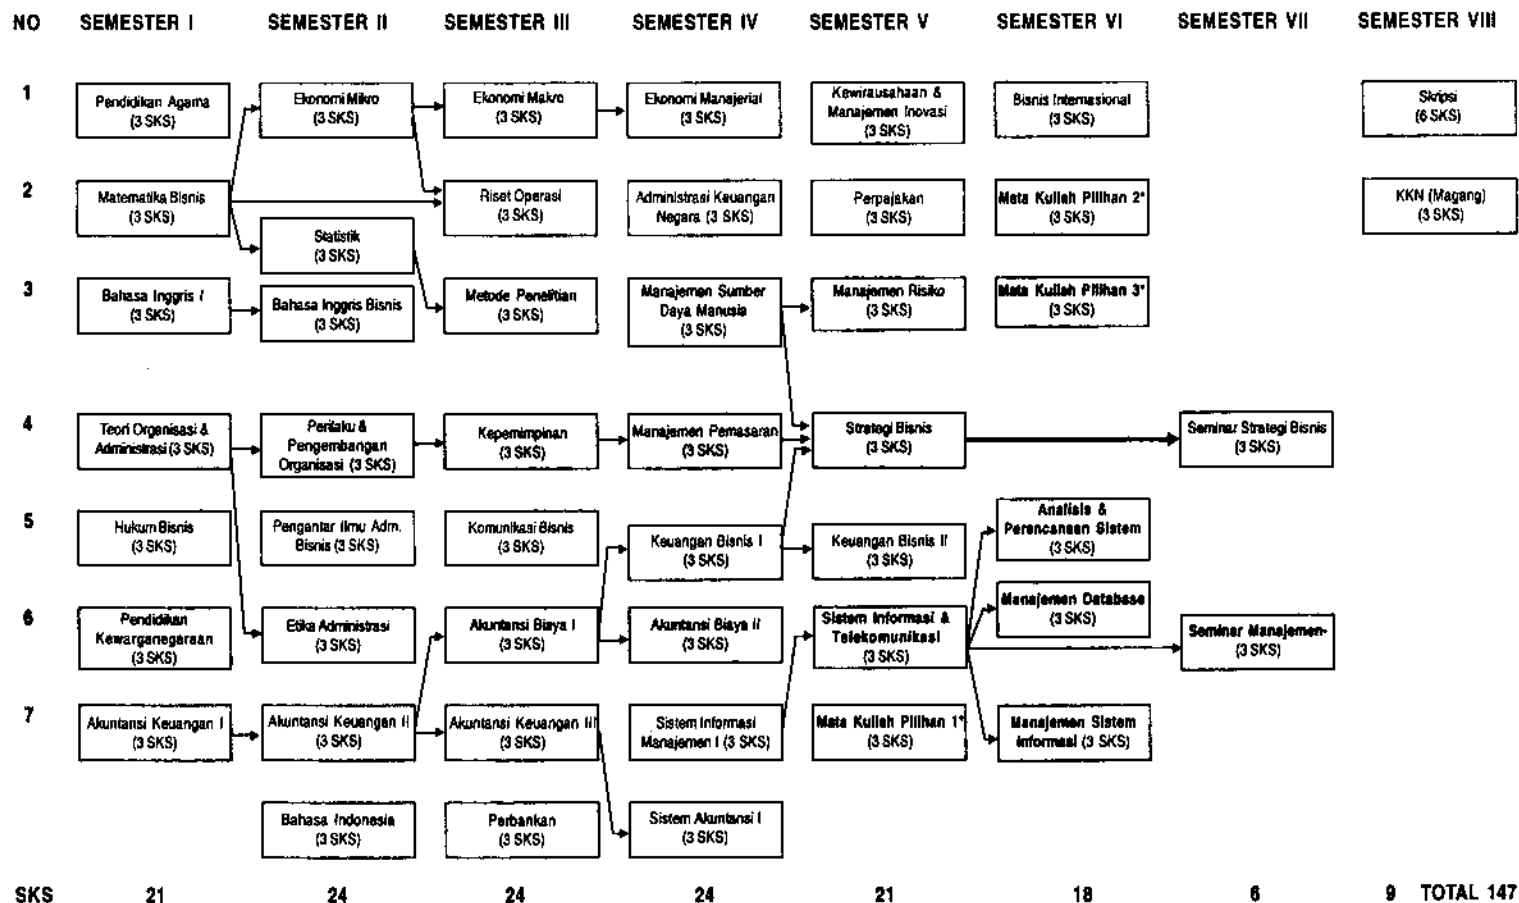 NO SEMESTER I SEMESTER II SEMESTER III SEMESTER IV SEMESTER V SEMESTER VI SEMESTER VII SEMESTER VIII
1
Pendidikan Agama
(3 SKS)
Ekonomi Mikro
(3 SKS)
Ekonomi Makro
(3 SKS)
Ekonomi Manajerial
(3 SKS)
Kewirausahaan &
Manajemen Inovasi
(3 SKS)
Bisnis Internasional
(3 SKS)
Skripsi
(6 SKS)
2
Matematika Bisnis
(3 SKS)
Statistik
(3 SKS)
Riset Operasi
(3 SKS)
Administrasi Keuangan
Negara (3 SKS)
Perpajakan
(3 SKS)
Mata Kuliah Pilihan 2*
(3 SKS)
KKN (Magang)
(3 SKS)
3
Bahasa Inggris I
(3 SKS)
Bahasa Inggris Bisnis
(3 SKS)
Metode Penelitian
(3 SKS)
Manajemen Sumber
Daya Manusia
(3 SKS)
Manajemen Risiko
(3 SKS)
Mata Kuliah Pilihan 3*
(3 SKS)
4
Teori Organisasi &
Administrasi (3 SKS)
Perilaku &
Pengembangan
Organisasi (3 SKS)
Kepemimpinan
(3 SKS)
Manajemen Pemasaran
(3 SKS)
Strategi Bisnis
(3 SKS)
Seminar Strategi Bisnis
(3 SKS)
5
Hukum Bisnis
(3 SKS)
Pengantar Ilmu Adm.
Bisnis (3 SKS)
Komunikasi Bisnis
(3 SKS)
Keuangan Bisnis I
(3 SKS)
Keuangan Bisnis II
(3 SKS)
Analisis &
Perencanaan Sistem
(3 SKS)
6
Pendidikan
Kewarganegaraan
(3 SKS)
Etika Administrasi
(3 SKS)
Akuntansi Biaya I
(3 SKS)
Akuntansi Biaya II
(3 SKS)
Sistem Informasi &
Telekomunikasi
(3 SKS)
Manajemen Database
(3 SKS)
Seminar Manajemen-
(3 SKS)
7
Akuntansi Keuangan I
(3 SKS)
Akuntansi Keuangan II
(3 SKS)
Akuntansi Keuangan III
(3 SKS)
Sistem Informasi
Manajemen I (3 SKS)
Mata Kuliah Pilihan 1*
(3 SKS)
Manajemen Sistem
Informasi (3 SKS)
Bahasa Indonesia
(3 SKS)
Perbankan
(3 SKS)
Sistem Akuntansi I
(3 SKS)
SKS 21 24 24 24 21 18 6 9 TOTAL 147